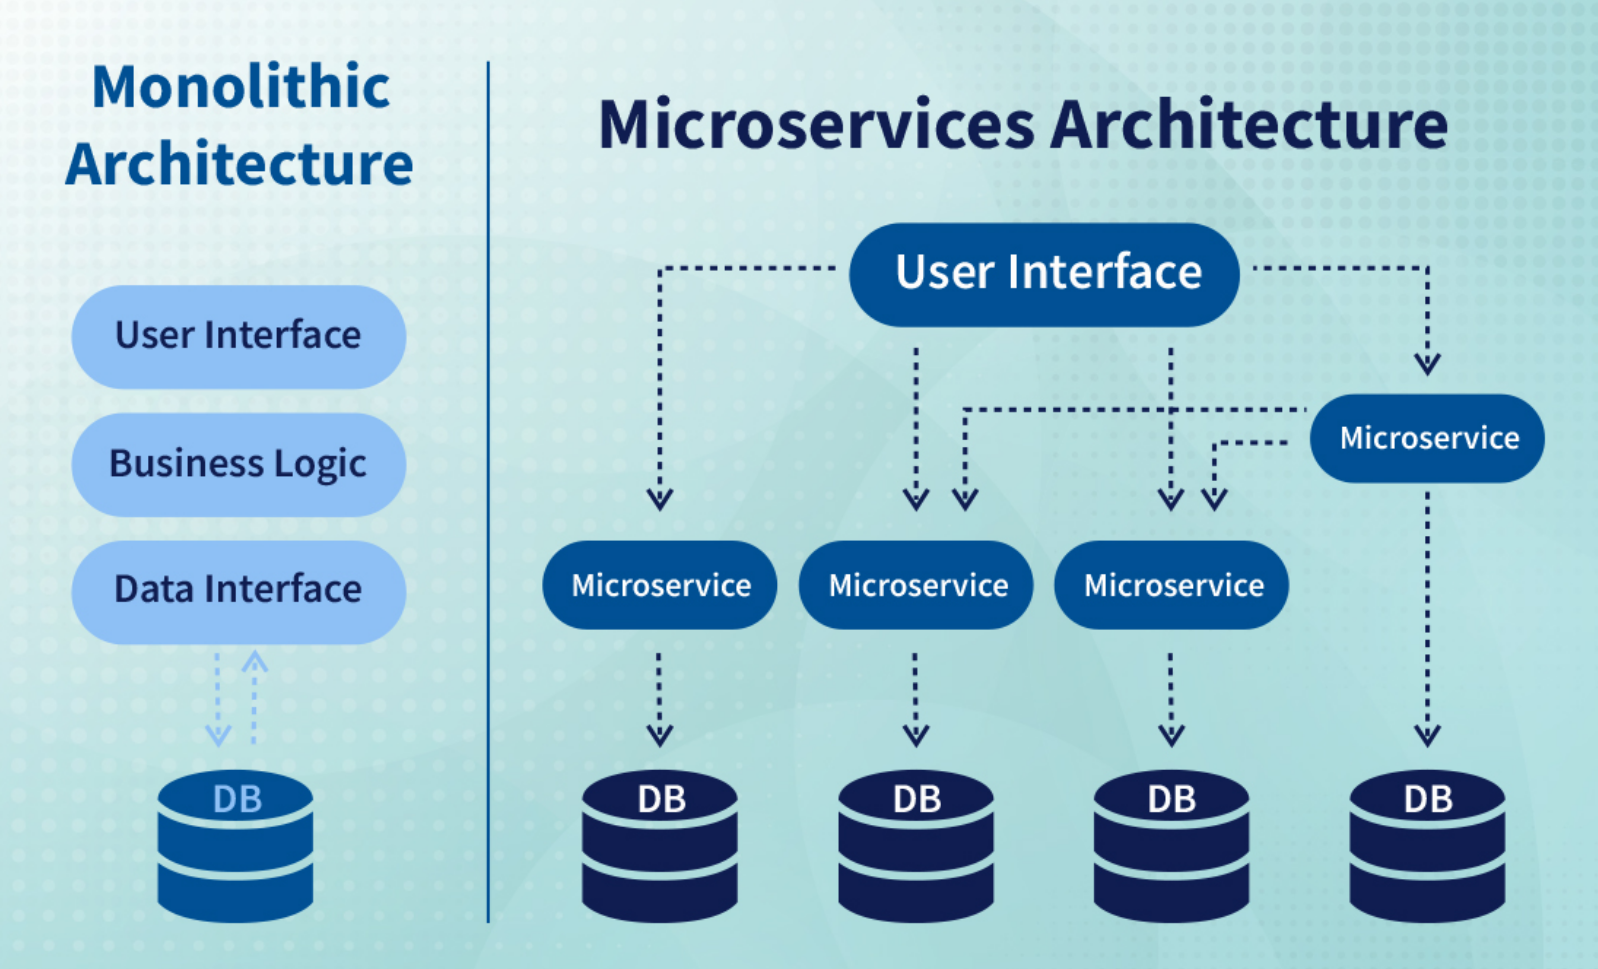 Monolithic
Architecture
User Interface
Business Logic
Data Interface
DB
Microservices Architecture
User Interface
Microservice
Microservice
Microservice
Microservice
DB
DB
DB
DB